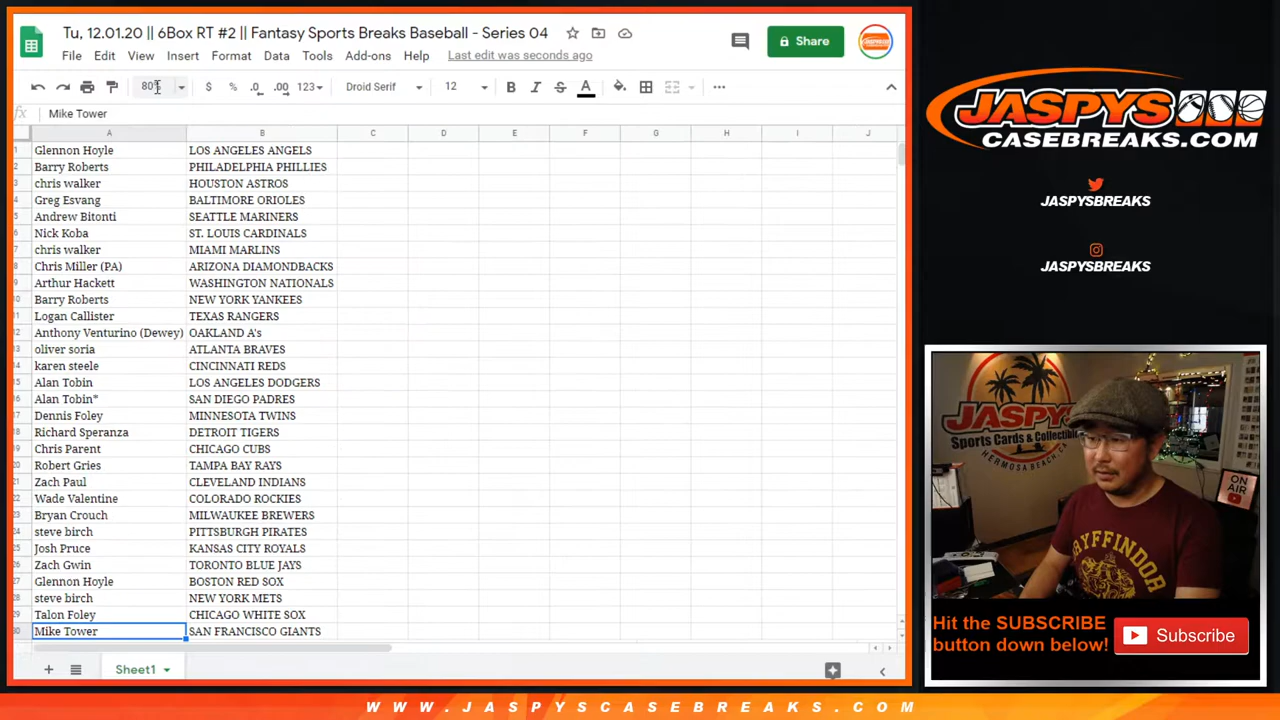 Tu, 12.01.20 || 6Box RT #2 || Fantasy Sports Breaks Baseball - Series 04
File Edit View Insert Format Data Tools Add-ons Help Last edit was seconds ago
Share
80% $ % .0 .00 123 Droid Serif 12 B I S A
fx Mike Tower
A B C D E F G H I J
1 Glennon Hoyle LOS ANGELES ANGELS
2 Barry Roberts PHILADELPHIA PHILLIES
3 chris walker HOUSTON ASTROS
4 Greg Esvang BALTIMORE ORIOLES
5 Andrew Bitonti SEATTLE MARINERS
6 Nick Koba ST. LOUIS CARDINALS
7 chris walker MIAMI MARLINS
8 Chris Miller (PA) ARIZONA DIAMONDBACKS
9 Arthur Hackett WASHINGTON NATIONALS
10 Barry Roberts NEW YORK YANKEES
11 Logan Callister TEXAS RANGERS
12 Anthony Venturino (Dewey) OAKLAND A's
13 oliver soria ATLANTA BRAVES
14 karen steele CINCINNATI REDS
15 Alan Tobin LOS ANGELES DODGERS
16 Alan Tobin* SAN DIEGO PADRES
17 Dennis Foley MINNESOTA TWINS
18 Richard Speranza DETROIT TIGERS
19 Chris Parent CHICAGO CUBS
20 Robert Gries TAMPA BAY RAYS
21 Zach Paul CLEVELAND INDIANS
22 Wade Valentine COLORADO ROCKIES
23 Bryan Crouch MILWAUKEE BREWERS
24 steve birch PITTSBURGH PIRATES
25 Josh Pruce KANSAS CITY ROYALS
26 Zach Gwin TORONTO BLUE JAYS
27 Glennon Hoyle BOSTON RED SOX
28 steve birch NEW YORK METS
29 Talon Foley CHICAGO WHITE SOX
30 Mike Tower SAN FRANCISCO GIANTS
Sheet1
JASPYS
CASEBREAKS.COM
JASPYSBREAKS
JASPYSBREAKS
JASPYS
Sports Cards & Collectibles
HERMOSA BEACH, CA
ON AIR
GRYFFINDOR
Hit the SUBSCRIBE
button down below!
Subscribe
WWW.JASPYSCASEBREAKS.COM